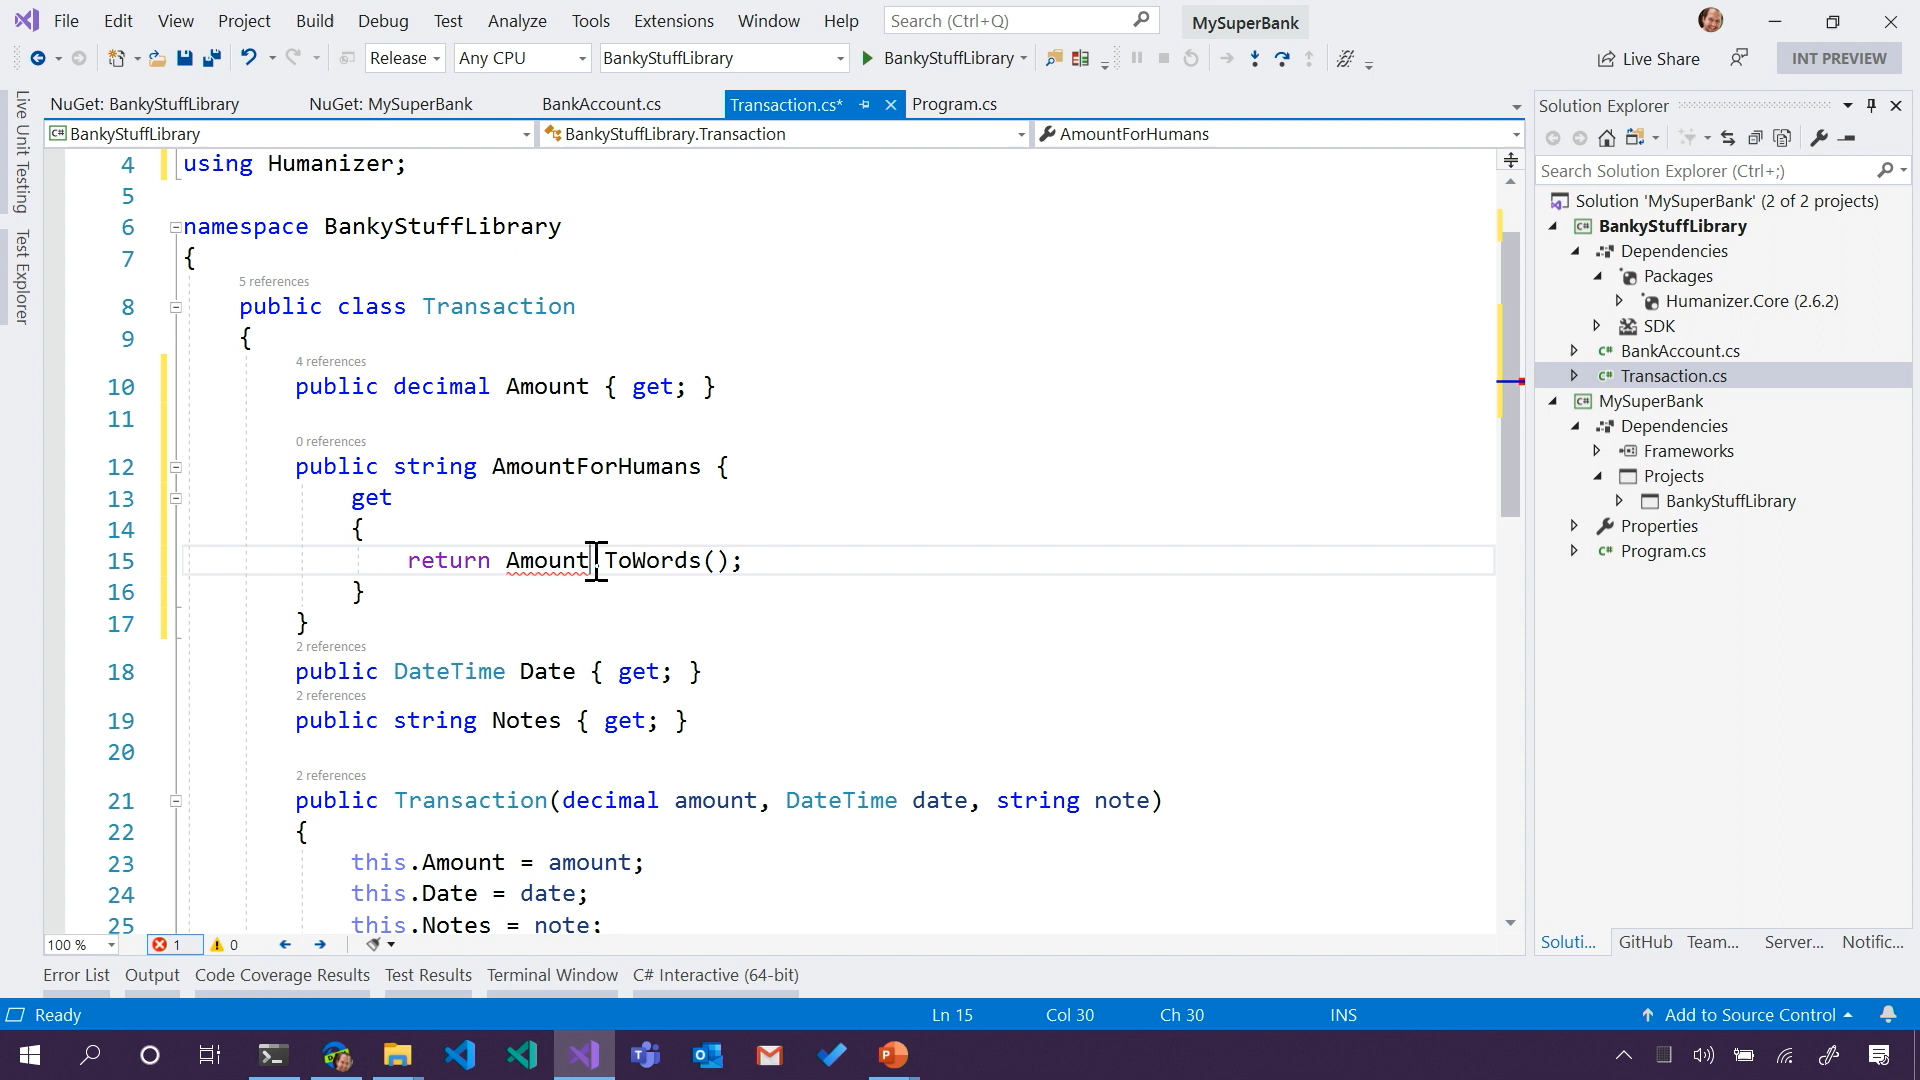 File Edit View Project Build Debug Test Analyze Tools Extensions Window Help Search (Ctrl+Q) MySuperBank
Release Any CPU BankyStuffLibrary BankyStuffLibrary Live Share INT PREVIEW
Live Unit Testing
Test Explorer
NuGet: BankyStuffLibrary NuGet: MySuperBank BankAccount.cs Transaction.cs* Program.cs
BankyStuffLibrary BankyStuffLibrary.Transaction AmountForHumans
4 using Humanizer;
5
6 namespace BankyStuffLibrary
7 {
5 references
8 public class Transaction
9 {
4 references
10 public decimal Amount { get; }
11
0 references
12 public string AmountForHumans {
13 get
14 {
15 return Amount.ToWords();
16 }
17 }
2 references
18 public DateTime Date { get; }
2 references
19 public string Notes { get; }
20
2 references
21 public Transaction(decimal amount, DateTime date, string note)
22 {
23 this.Amount = amount;
24 this.Date = date;
25 this.Notes = note;
100 % 1 0
Error List Output Code Coverage Results Test Results Terminal Window C# Interactive (64-bit)
Solution Explorer
Search Solution Explorer (Ctrl+;)
Solution 'MySuperBank' (2 of 2 projects)
C# BankyStuffLibrary
Dependencies
Packages
Humanizer.Core (2.6.2)
SDK
C# BankAccount.cs
C# Transaction.cs
C# MySuperBank
Dependencies
Frameworks
Projects
BankyStuffLibrary
Properties
C# Program.cs
Soluti... GitHub Team... Server... Notific...
Ready Ln 15 Col 30 Ch 30 INS Add to Source Control